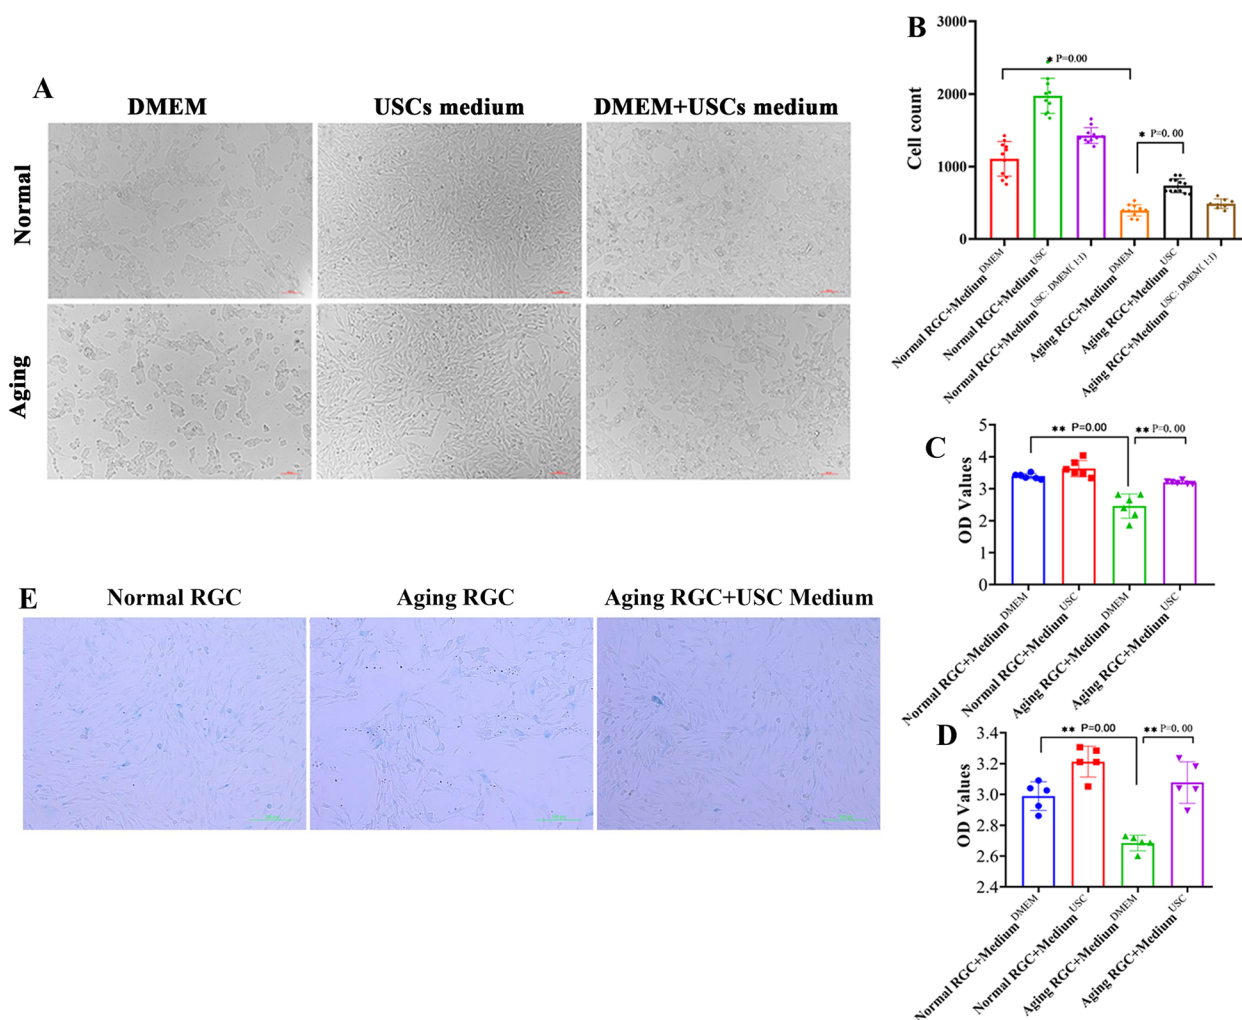 A
DMEM
USCs medium
DMEM+USCs medium
Normal
Aging
B
3000
2000
1000
0
Cell count
* P=0.00
* P=0.00
Normal RGC+Medium DMEM
Normal RGC+Medium USC
Normal RGC+Medium USC: DMEM(1:1)
Aging RGC+Medium DMEM
Aging RGC+Medium USC
Aging RGC+Medium USC: DMEM(1:1)
C
5
4
3
2
1
0
OD Values
** P=0.00
** P=0.00
Normal RGC+Medium DMEM
Normal RGC+Medium USC
Aging RGC+Medium DMEM
Aging RGC+Medium USC
E
Normal RGC
Aging RGC
Aging RGC+USC Medium
D
3.4
3.2
3.0
2.8
2.6
2.4
OD Values
** P=0.00
** P=0.00
Normal RGC+Medium DMEM
Normal RGC+Medium USC
Aging RGC+Medium DMEM
Aging RGC+Medium USC